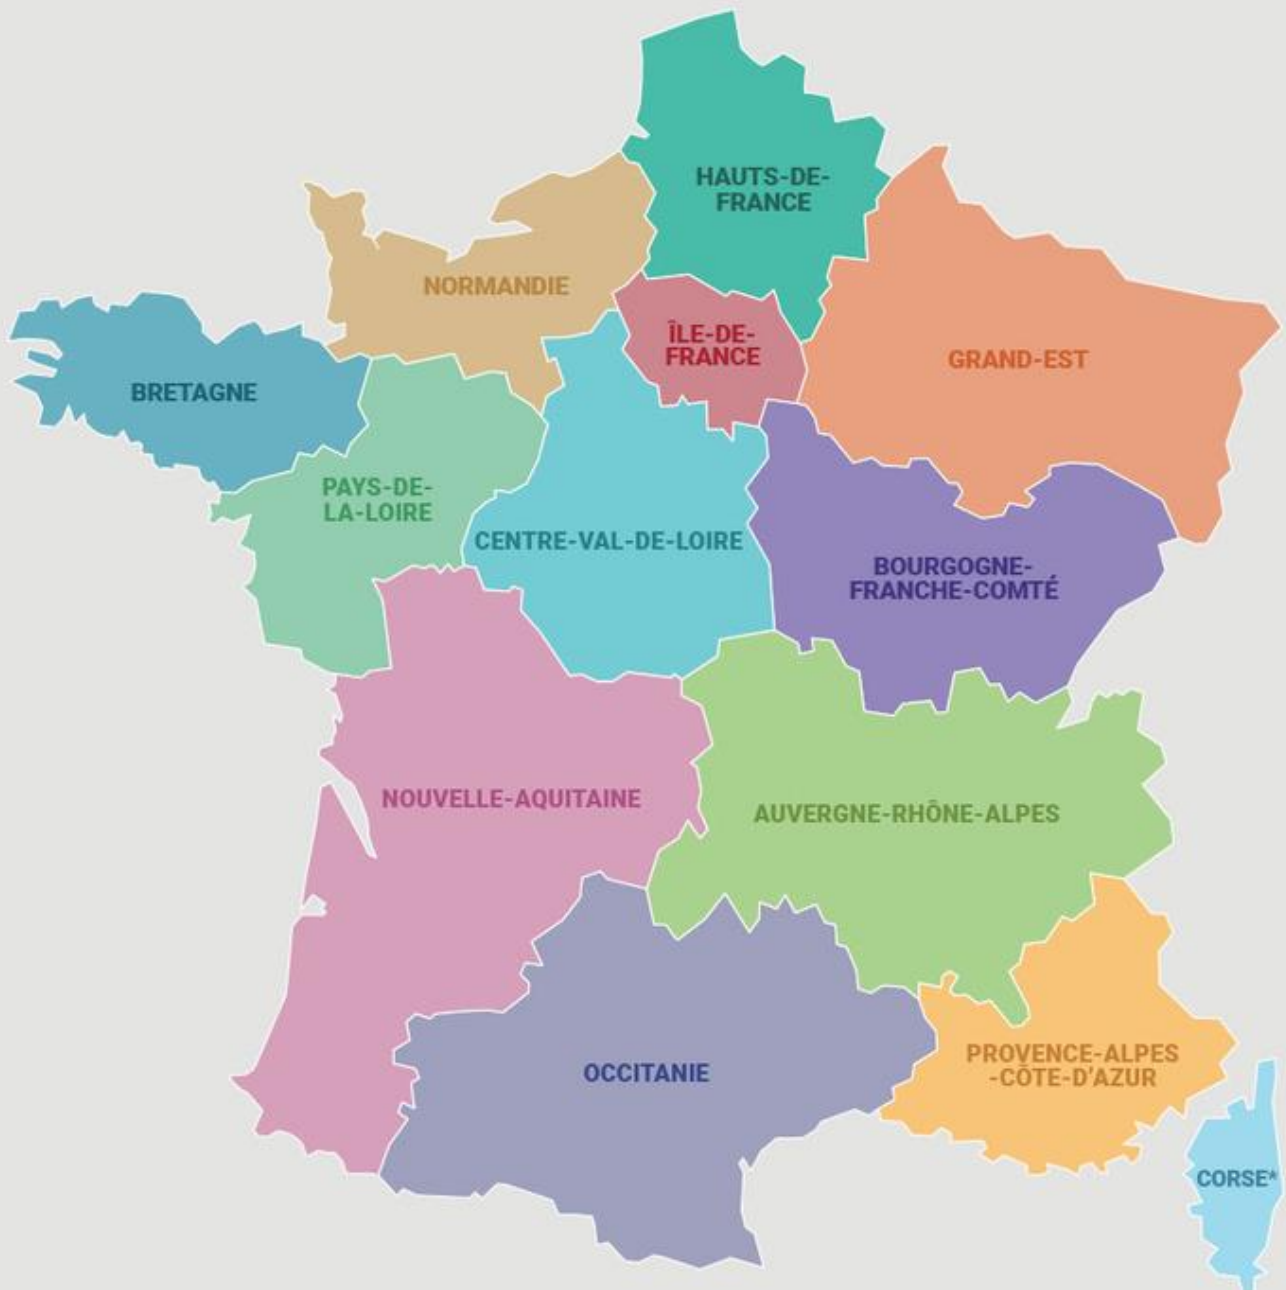 HAUTS-DE-
FRANCE
NORMANDIE
ÎLE-DE-
FRANCE
GRAND-EST
BRETAGNE
PAYS-DE-
LA-LOIRE
CENTRE-VAL-DE-LOIRE
BOURGOGNE-
FRANCHE-COMTÉ
NOUVELLE-AQUITAINE
AUVERGNE-RHÔNE-ALPES
OCCITANIE
PROVENCE-ALPES
-CÔTE-D'AZUR
CORSE*